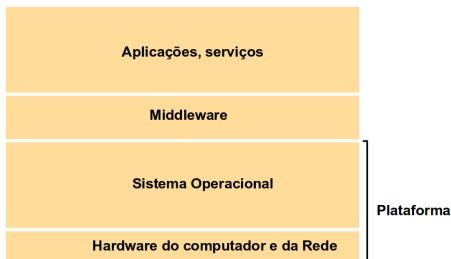 Aplicações, serviços
Middleware
Sistema Operacional
Plataforma
Hardware do computador e da Rede